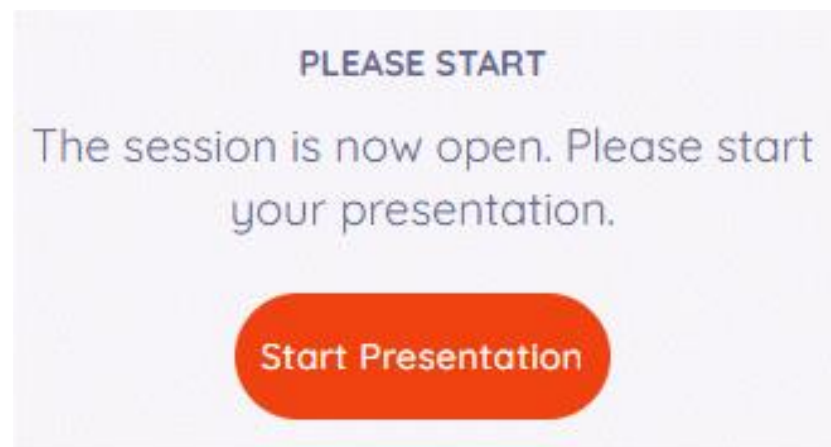 PLEASE START
The session is now open. Please start
your presentation.
Start Presentation